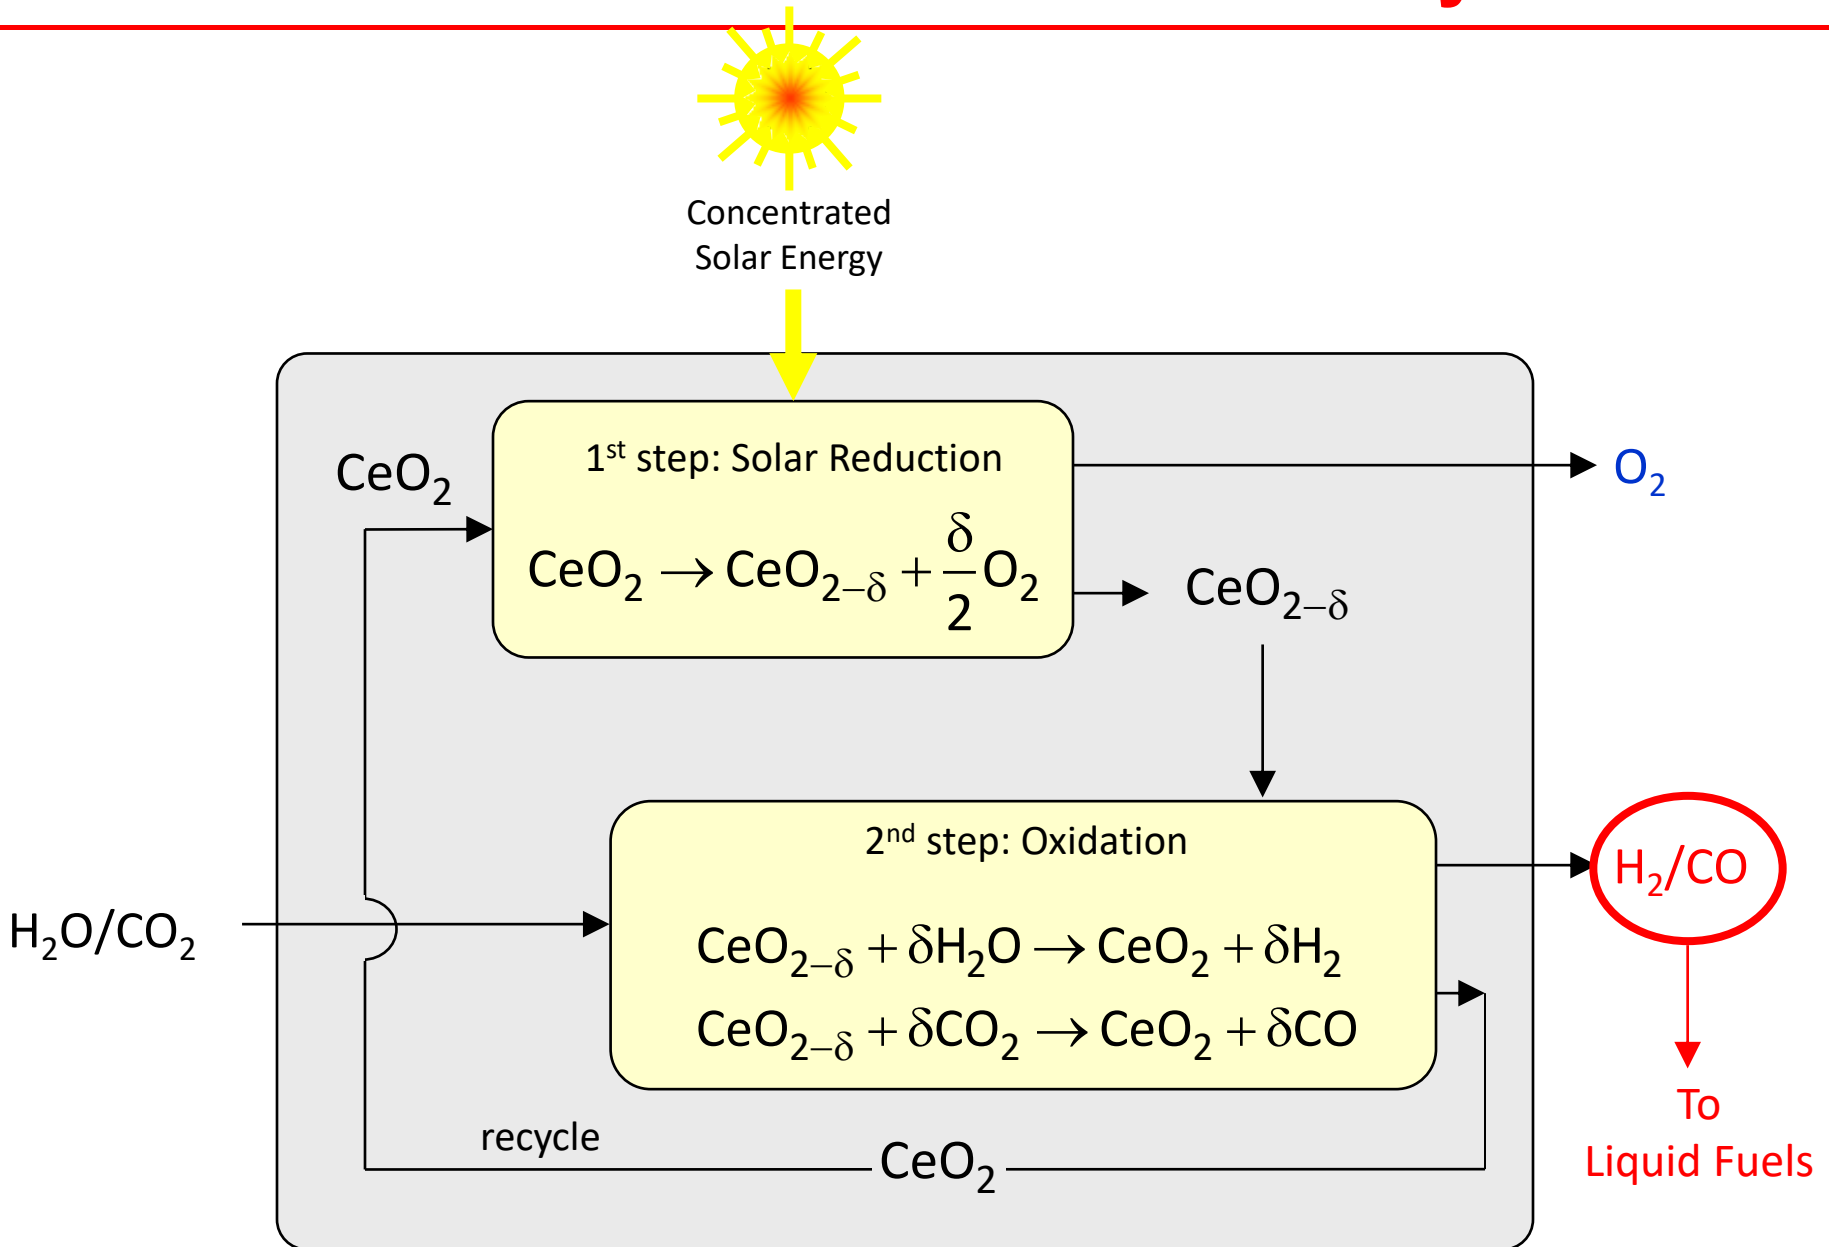 Concentrated
Solar Energy
1st step: Solar Reduction
CeO₂
O₂
CeO₂ → CeO₂₋δ + δ/2 O₂
CeO₂₋δ
2nd step: Oxidation
H₂/CO
H₂O/CO₂
CeO₂₋δ + δH₂O → CeO₂ + δH₂
CeO₂₋δ + δCO₂ → CeO₂ + δCO
To
recycle
CeO₂
Liquid Fuels